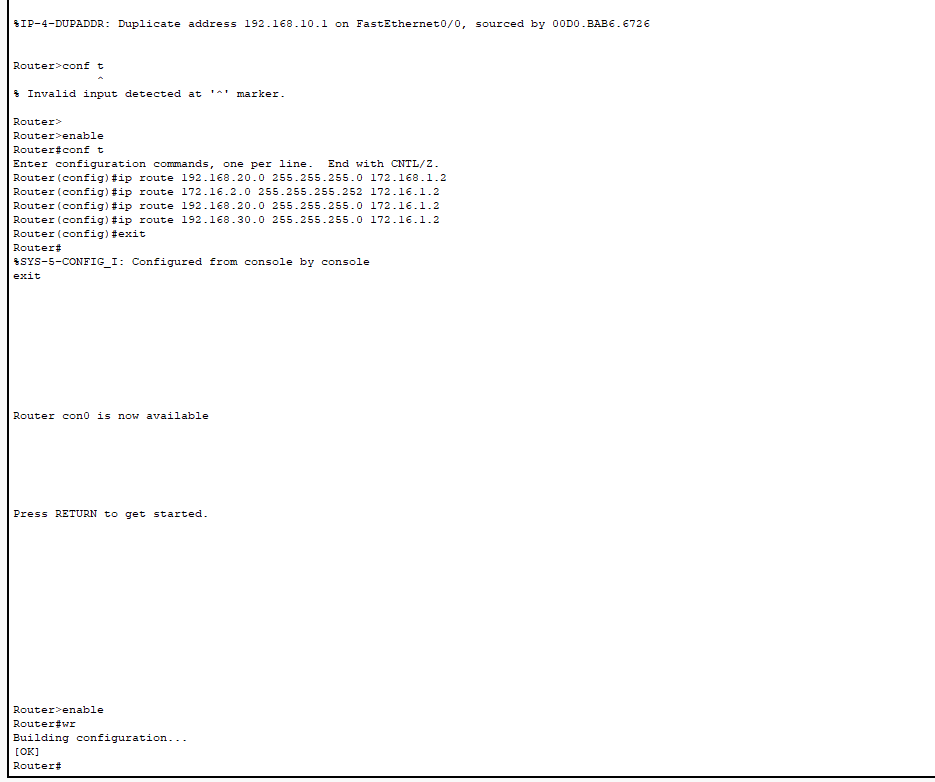 %IP-4-DUPADDR: Duplicate address 192.168.10.1 on FastEthernet0/0, sourced by 00D0.BAB6.6726
Router>conf t
^
% Invalid input detected at '^' marker.
Router>
Router>enable
Router#conf t
Enter configuration commands, one per line.  End with CNTL/Z.
Router(config)#ip route 192.168.20.0 255.255.255.0 172.168.1.2
Router(config)#ip route 172.16.2.0 255.255.255.252 172.16.1.2
Router(config)#ip route 192.168.20.0 255.255.255.0 172.16.1.2
Router(config)#ip route 192.168.30.0 255.255.255.0 172.16.1.2
Router(config)#exit
Router#
%SYS-5-CONFIG_I: Configured from console by console
exit
Router con0 is now available
Press RETURN to get started.
Router>enable
Router#wr
Building configuration...
[OK]
Router#